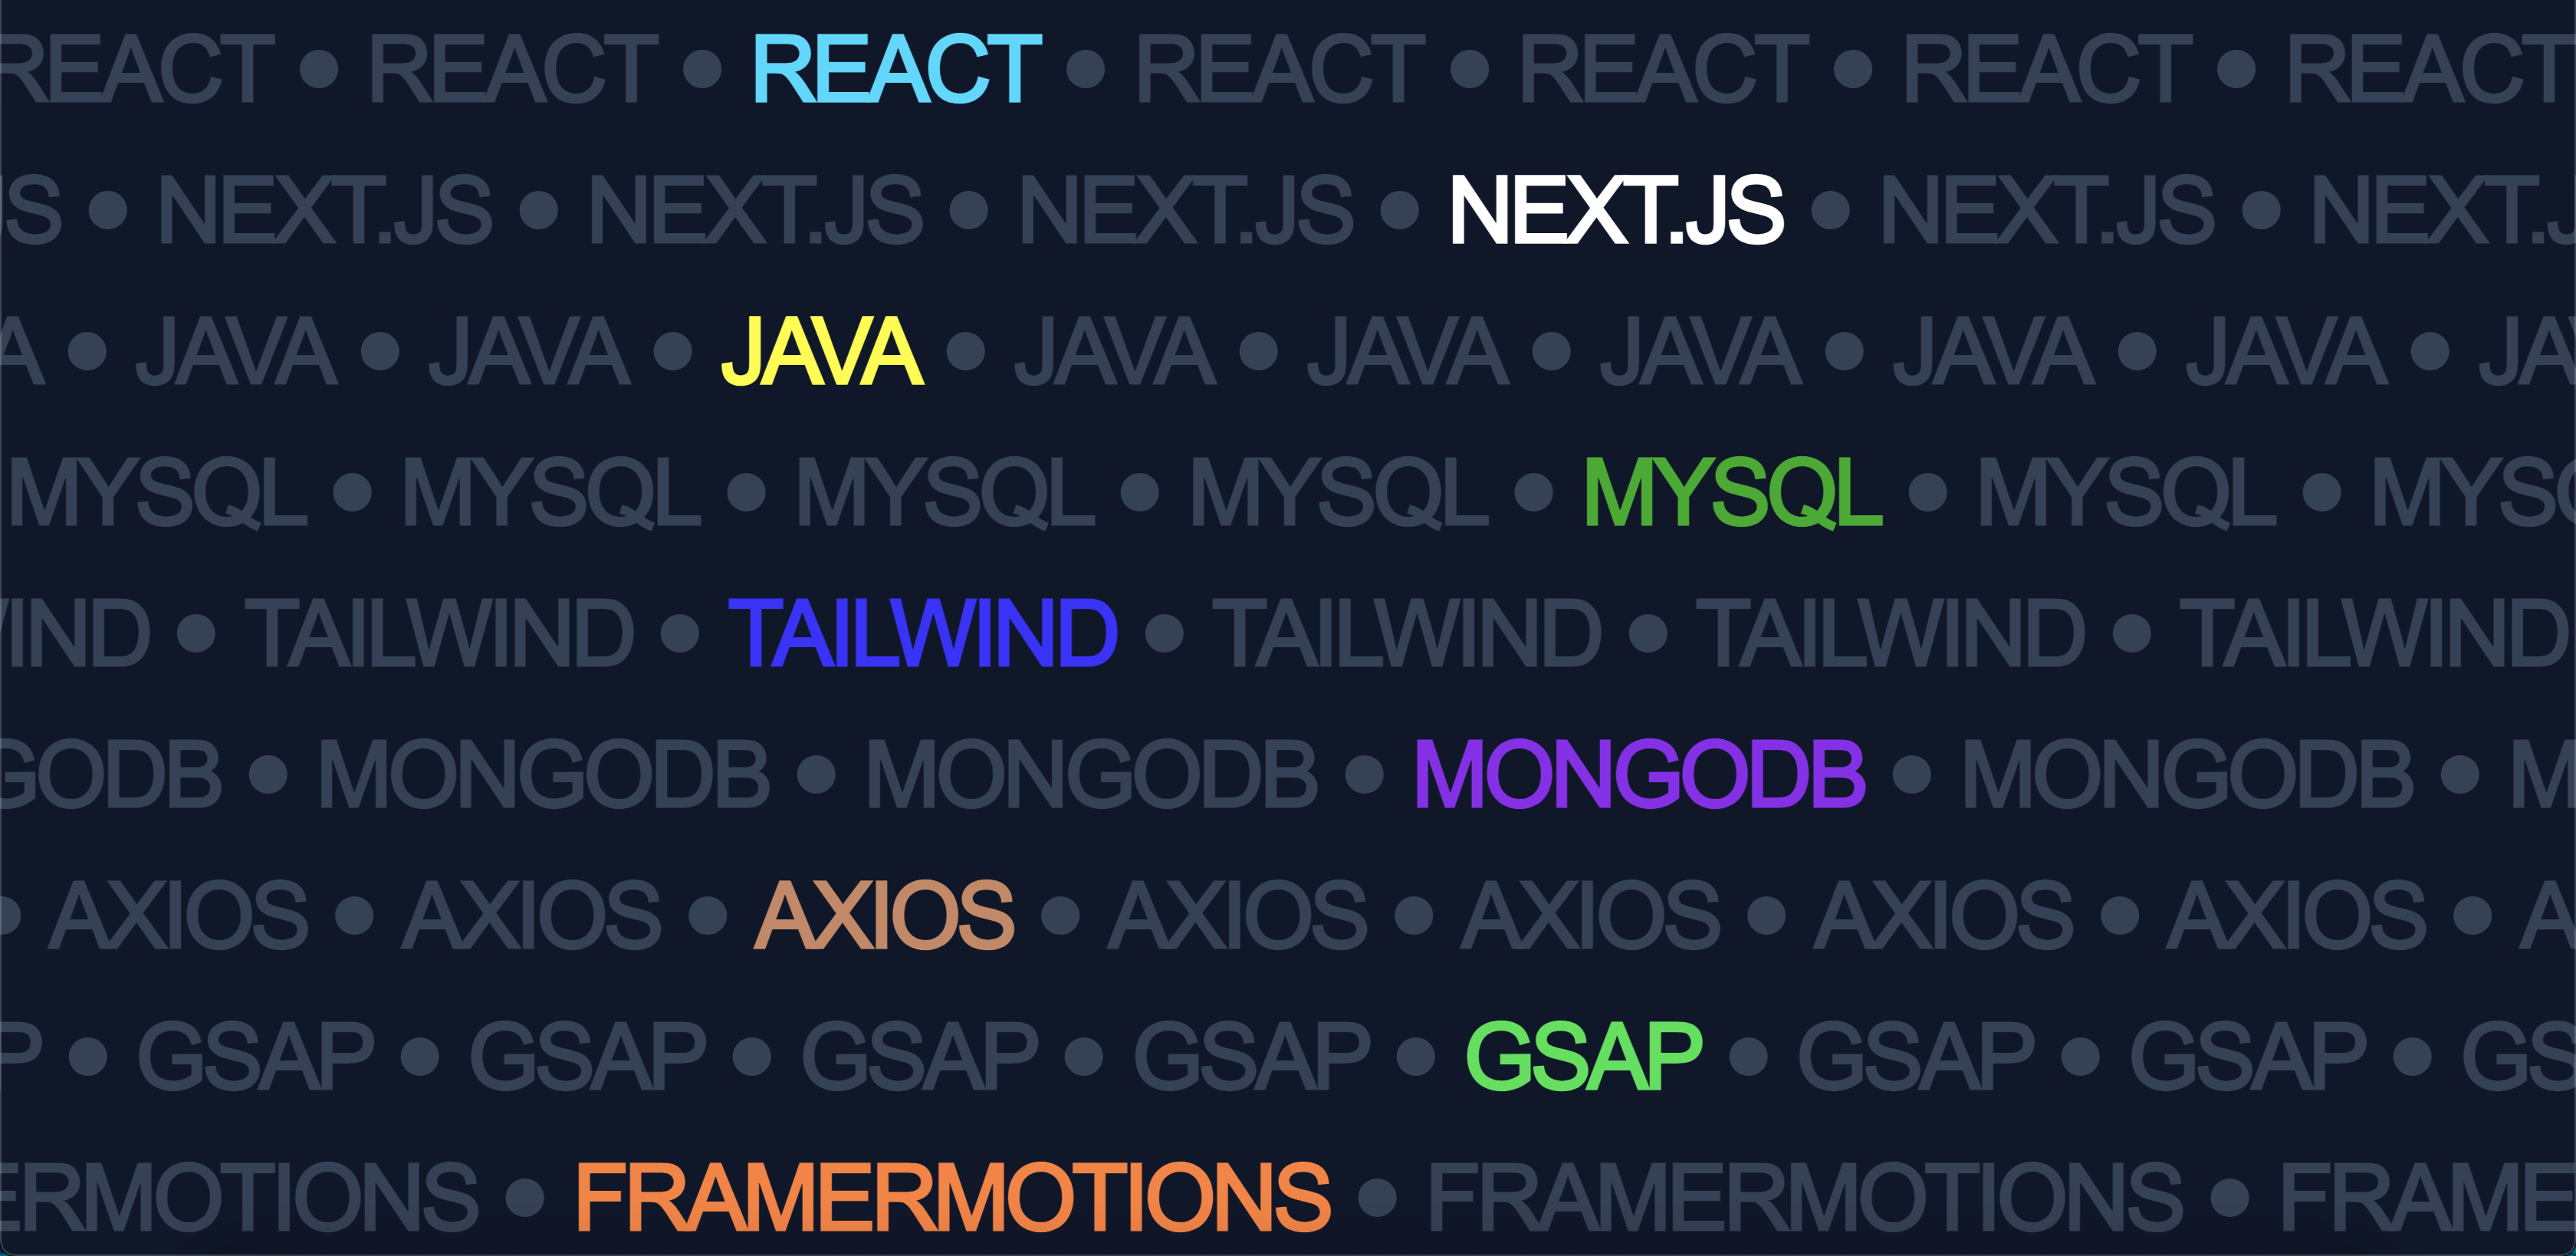 REACT • REACT • REACT • REACT • REACT • REACT • REACT
JS • NEXT.JS • NEXT.JS • NEXT.JS • NEXT.JS • NEXT.JS • NEXT.J
A • JAVA • JAVA • JAVA • JAVA • JAVA • JAVA • JAVA • JAVA • JA
MYSQL • MYSQL • MYSQL • MYSQL • MYSQL • MYSQL • MYSQ
IND • TAILWIND • TAILWIND • TAILWIND • TAILWIND • TAILWIND
GODB • MONGODB • MONGODB • MONGODB • MONGODB • M
• AXIOS • AXIOS • AXIOS • AXIOS • AXIOS • AXIOS • AXIOS • A
P • GSAP • GSAP • GSAP • GSAP • GSAP • GSAP • GSAP • GS
ERMOTIONS • FRAMERMOTIONS • FRAMERMOTIONS • FRAME